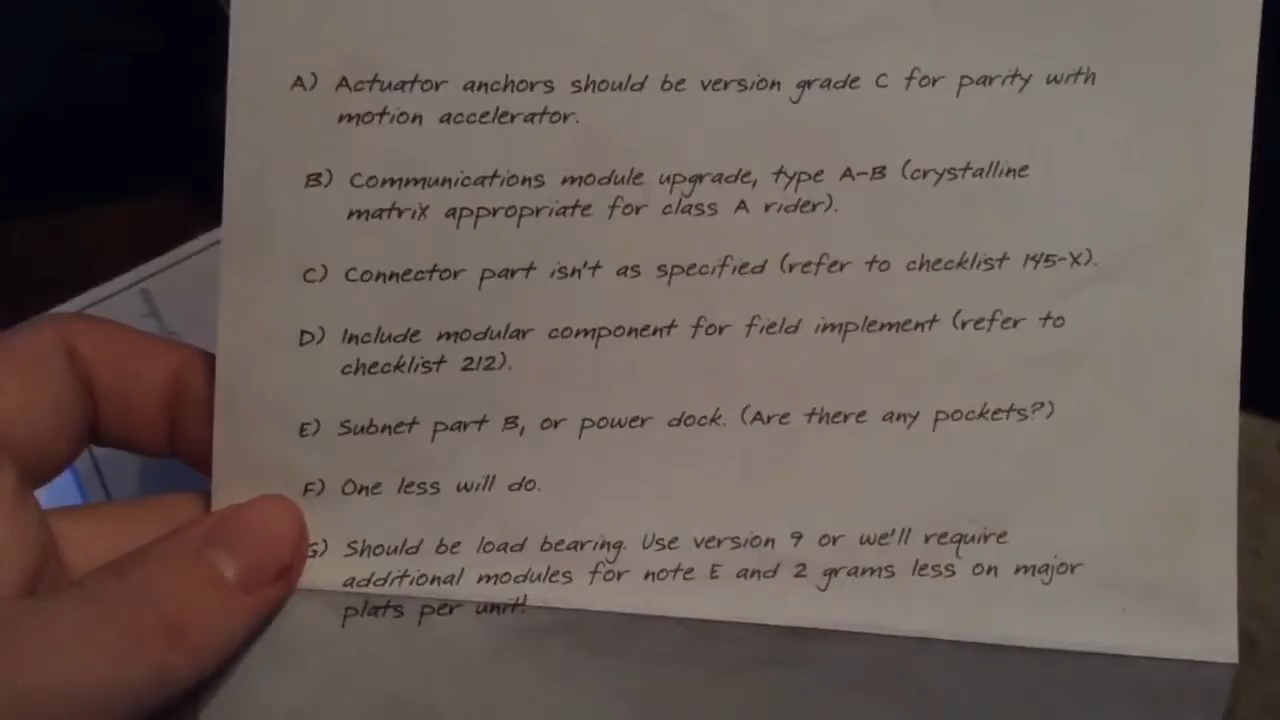 A) Actuator anchors should be version grade C for parity with
motion accelerator.
B) Communications module upgrade, type A-B (crystalline
matrix appropriate for class A rider).
C) Connector part isn't as specified (refer to checklist 145-X).
D) Include modular component for field implement (refer to
checklist 212).
E) Subnet part B, or power dock. (Are there any pockets?)
F) One less will do.
G) Should be load bearing. Use version 9 or we'll require
additional modules for note E and 2 grams less on major
plats per unit!